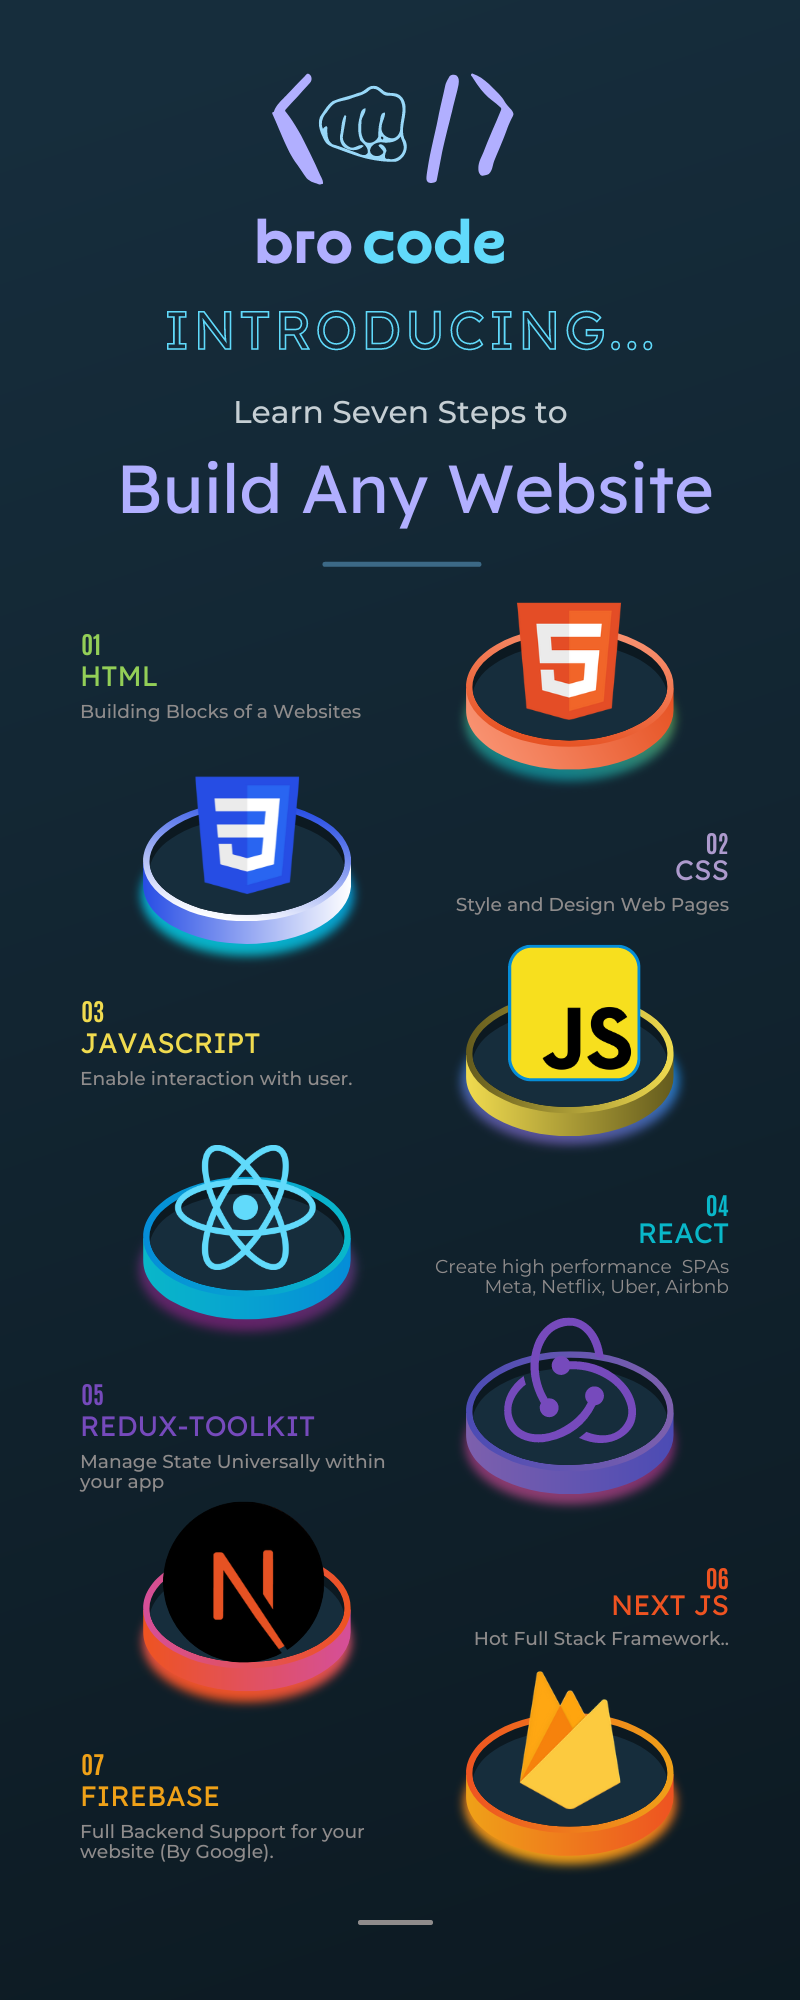 bro code
INTRODUCING...
Learn Seven Steps to
Build Any Website
01
HTML
Building Blocks of a Websites
02
CSS
Style and Design Web Pages
03
JAVASCRIPT
Enable interaction with user.
JS
04
REACT
Create high performance  SPAs
Meta, Netflix, Uber, Airbnb
05
REDUX-TOOLKIT
Manage State Universally within
your app
06
NEXT JS
Hot Full Stack Framework..
07
FIREBASE
Full Backend Support for your
website (By Google).